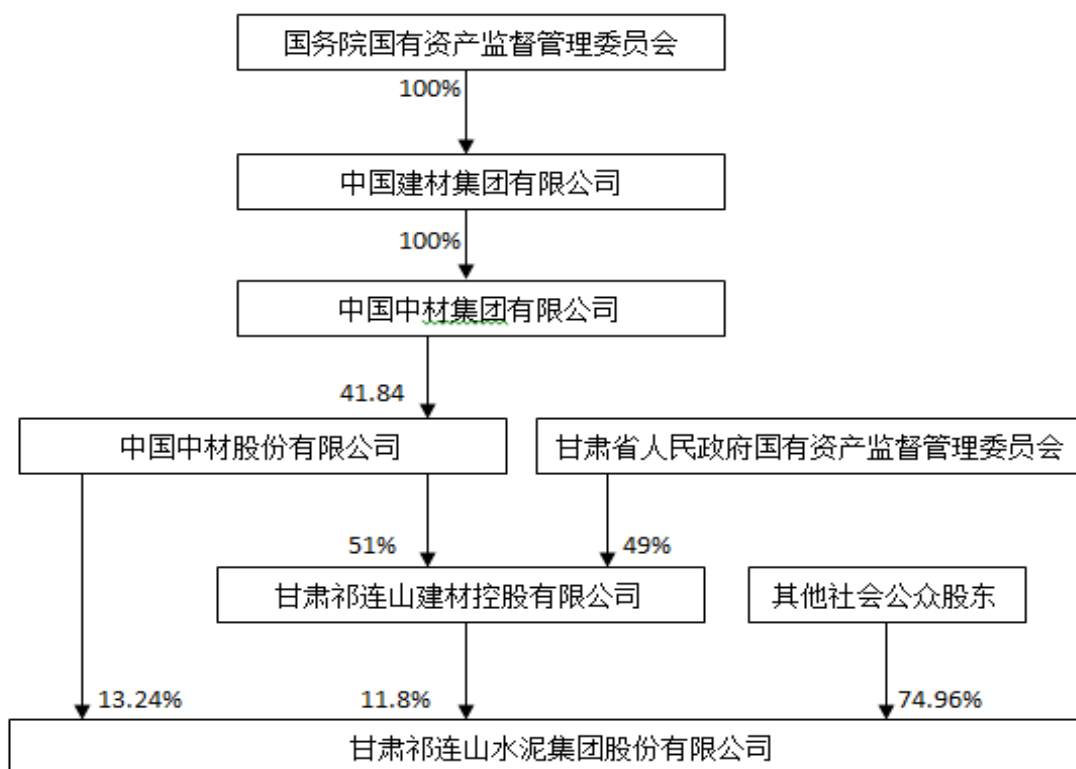 国务院国有资产监督管理委员会
100%
中国建材集团有限公司
100%
中国中材集团有限公司
41.84
中国中材股份有限公司
甘肃省人民政府国有资产监督管理委员会
51%
49%
甘肃祁连山建材控股有限公司
其他社会公众股东
13.24%
11.8%
74.96%
甘肃祁连山水泥集团股份有限公司